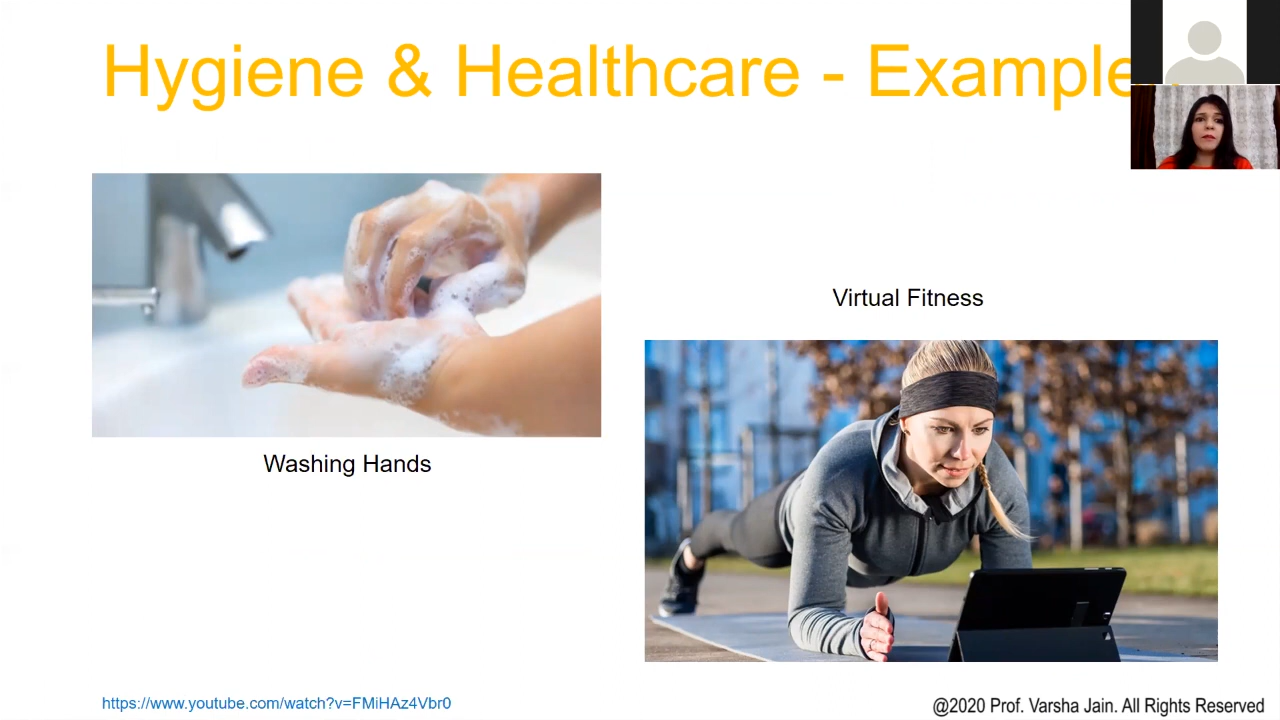 Hygiene & Healthcare - Example
Virtual Fitness
Washing Hands
https://www.youtube.com/watch?v=FMiHAz4Vbr0
@2020 Prof. Varsha Jain. All Rights Reserved